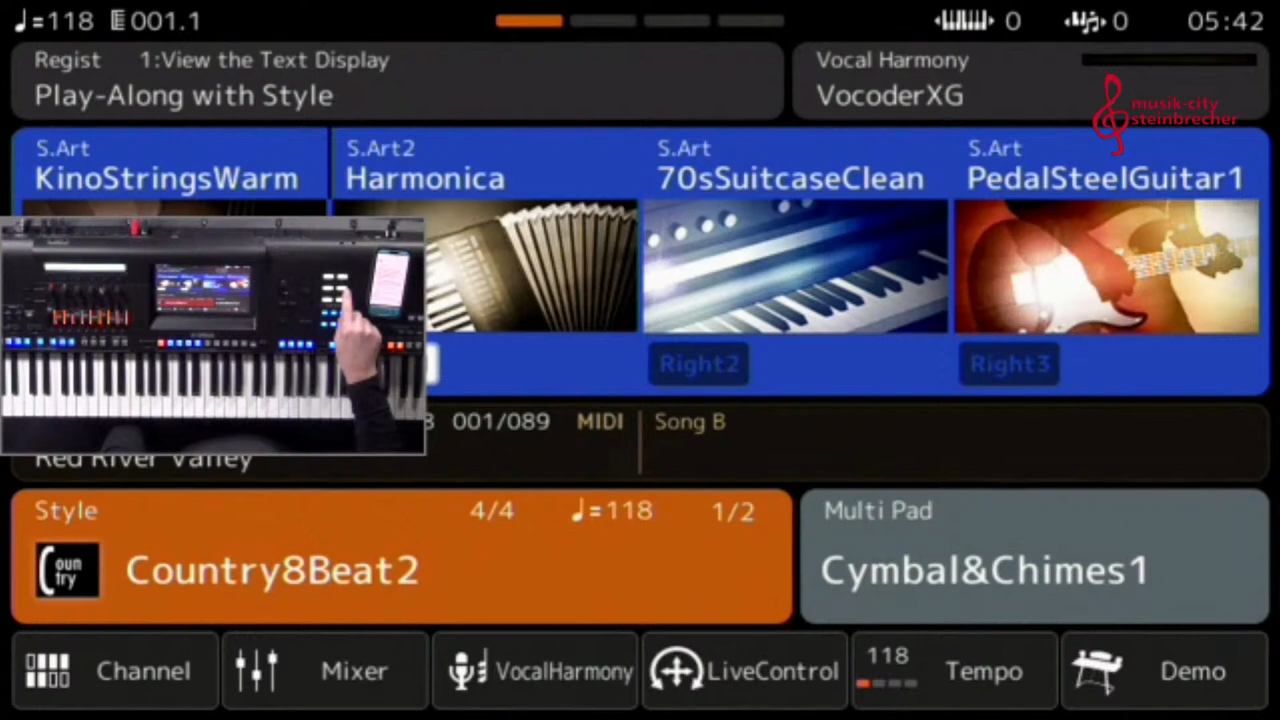 ♩=118 001.1 0 0 05:42
Regist 1:View the Text Display
Play-Along with Style
Vocal Harmony
VocoderXG
musik-city
steinbrecher
S.Art
KinoStringsWarm
S.Art2
Harmonica
S.Art
70sSuitcaseClean
S.Art
PedalSteelGuitar1
Right2
Right3
001/089 MIDI
Song B
Red River Valley
Style 4/4 ♩=118 1/2
Country
Country8Beat2
Multi Pad
Cymbal&Chimes1
Channel
Mixer
VocalHarmony
LiveControl
118 Tempo
Demo